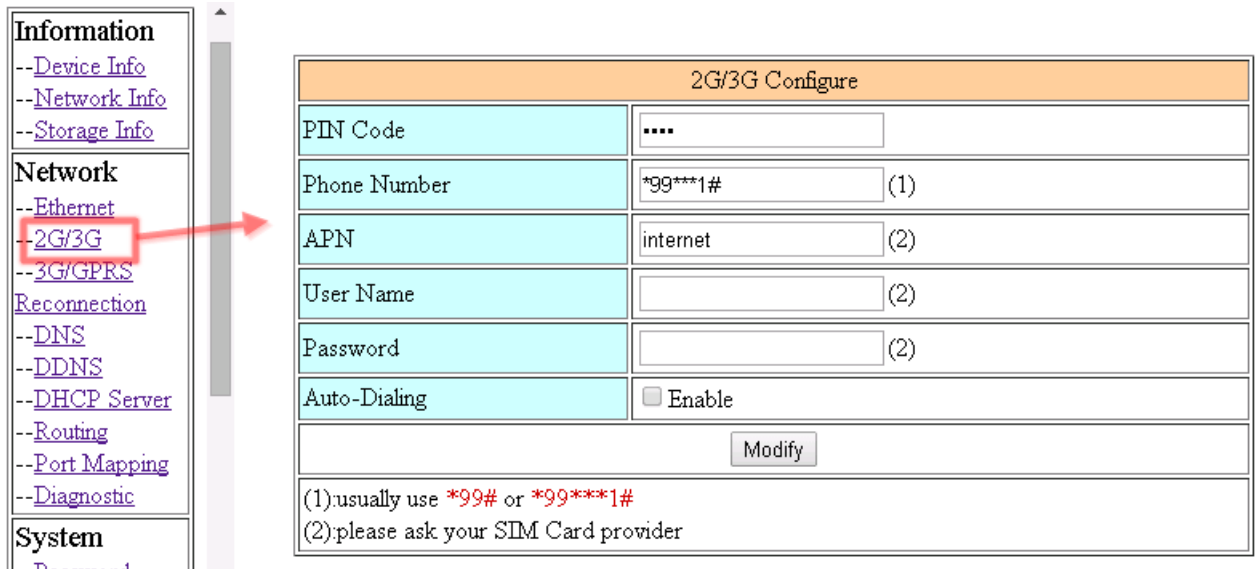 Information
--Device Info
--Network Info
--Storage Info
Network
--Ethernet
--2G/3G
--3G/GPRS
Reconnection
--DNS
--DDNS
--DHCP Server
--Routing
--Port Mapping
--Diagnostic
System
2G/3G Configure
PIN Code ••••
Phone Number *99***1# (1)
APN internet (2)
User Name (2)
Password (2)
Auto-Dialing Enable
Modify
(1):usually use *99# or *99***1#
(2):please ask your SIM Card provider